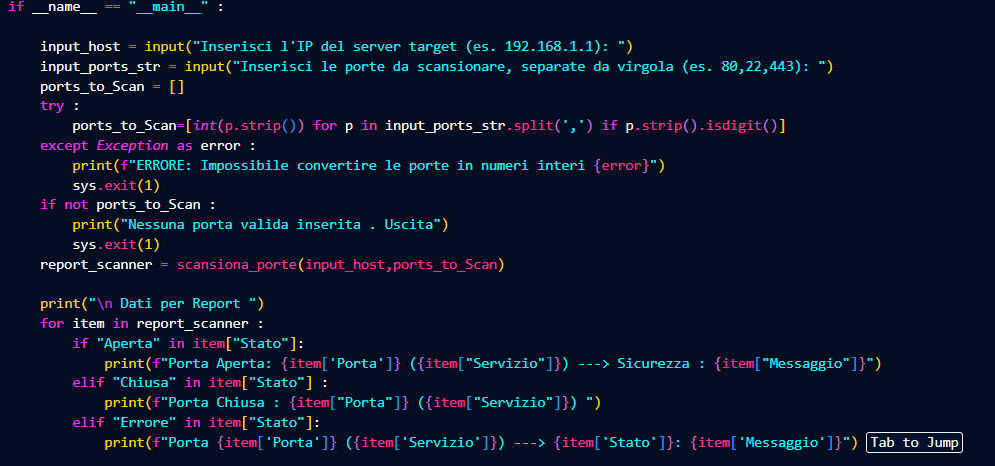 if __name__ == "__main__" :
input_host = input("Inserisci l'IP del server target (es. 192.168.1.1): ")
input_ports_str = input("Inserisci le porte da scansionare, separate da virgola (es. 80,22,443): ")
ports_to_Scan = []
try :
ports_to_Scan=[int(p.strip()) for p in input_ports_str.split(',') if p.strip().isdigit()]
except Exception as error :
print(f"ERRORE: Impossibile convertire le porte in numeri interi {error}")
sys.exit(1)
if not ports_to_Scan :
print("Nessuna porta valida inserita . Uscita")
sys.exit(1)
report_scanner = scansiona_porte(input_host,ports_to_Scan)
print("\n Dati per Report ")
for item in report_scanner :
if "Aperta" in item["Stato"]:
print(f"Porta Aperta: {item['Porta']} ({item["Servizio"]}) ---> Sicurezza : {item["Messaggio"]}")
elif "Chiusa" in item["Stato"] :
print(f"Porta Chiusa : {item["Porta"]} ({item["Servizio"]}) ")
elif "Errore" in item["Stato"]:
print(f"Porta {item['Porta']} ({item['Servizio']}) ---> {item['Stato']}: {item['Messaggio']}") Tab to Jump